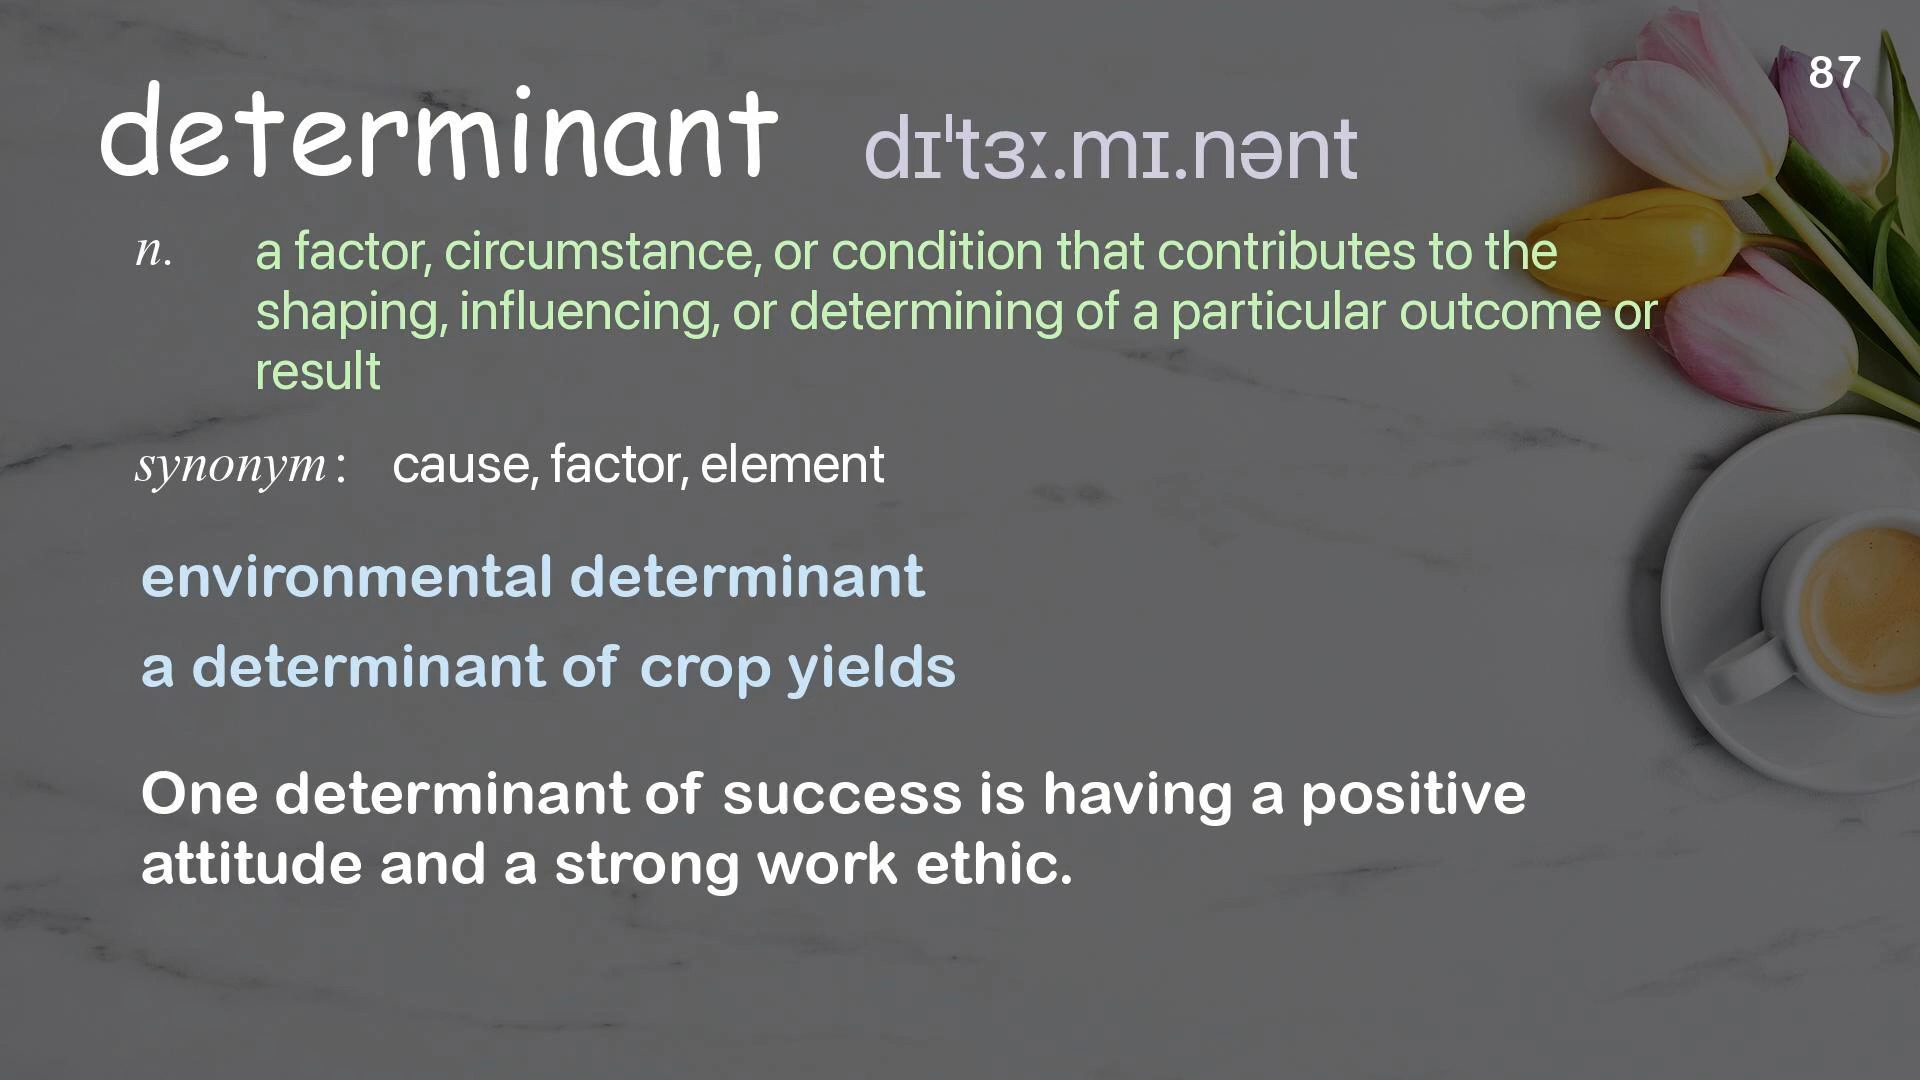 87
determinant dɪˈtɜː.mɪ.nənt
n. a factor, circumstance, or condition that contributes to the
shaping, influencing, or determining of a particular outcome or
result
synonym: cause, factor, element
environmental determinant
a determinant of crop yields
One determinant of success is having a positive
attitude and a strong work ethic.